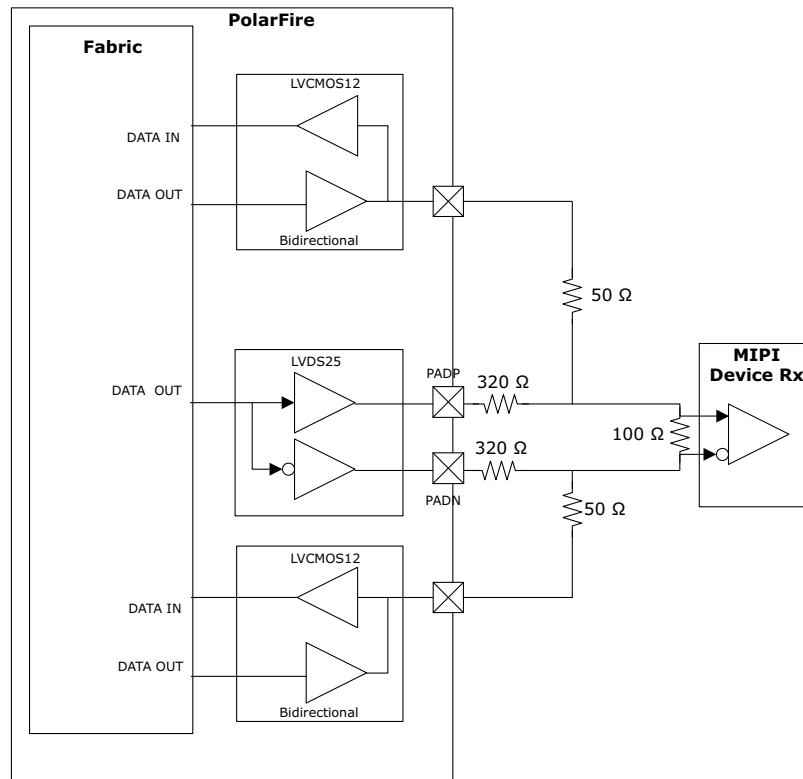 PolarFire
Fabric
LVCMOS12
DATA IN
DATA OUT
Bidirectional
50 Ω
LVDS25
DATA  OUT
PADP
320 Ω
MIPI
Device Rx
100 Ω
320 Ω
PADN
50 Ω
LVCMOS12
DATA IN
DATA OUT
Bidirectional